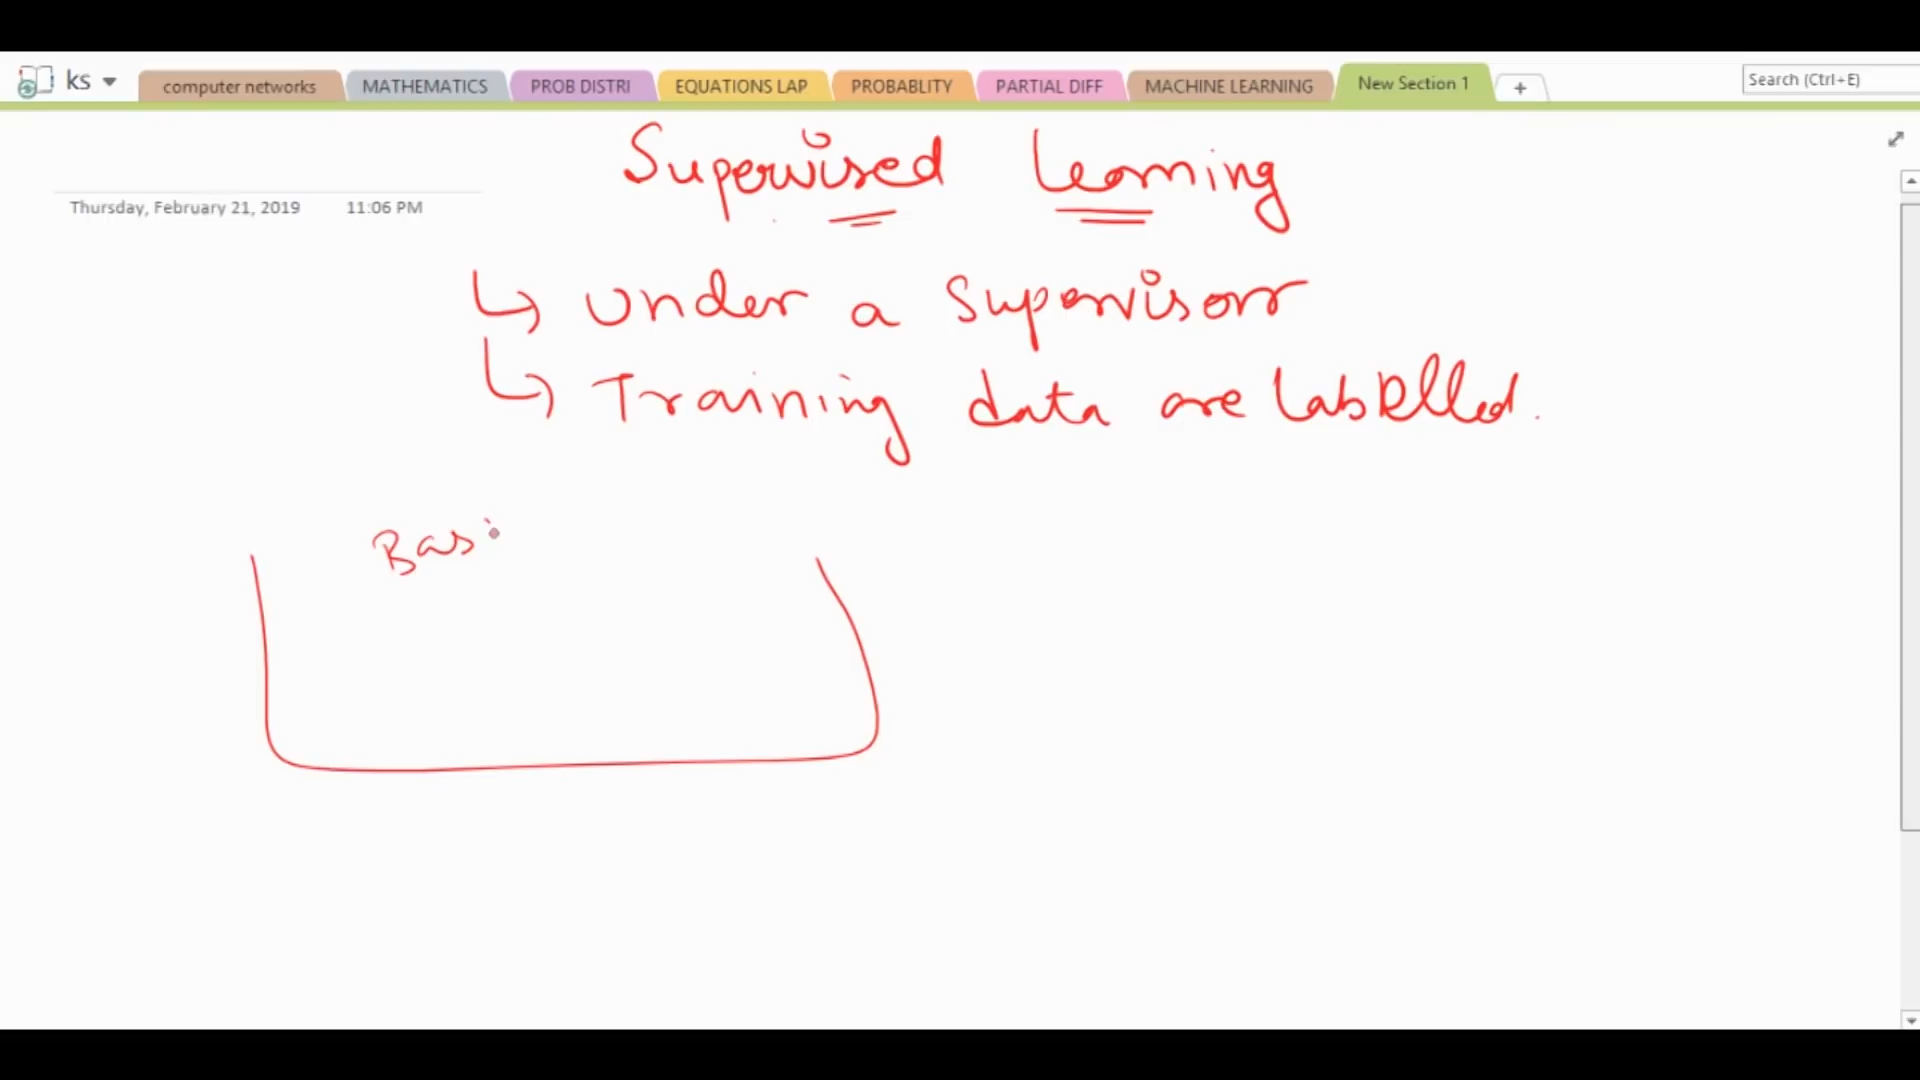 ks
computer networks MATHEMATICS PROB DISTRI EQUATIONS LAP PROBABLITY PARTIAL DIFF MACHINE LEARNING New Section 1 +
Search (Ctrl+E)
Supervised Learning
Thursday, February 21, 2019 11:06 PM
↳ Under a Supervisorr
↳ Training data are labelled.
Basi